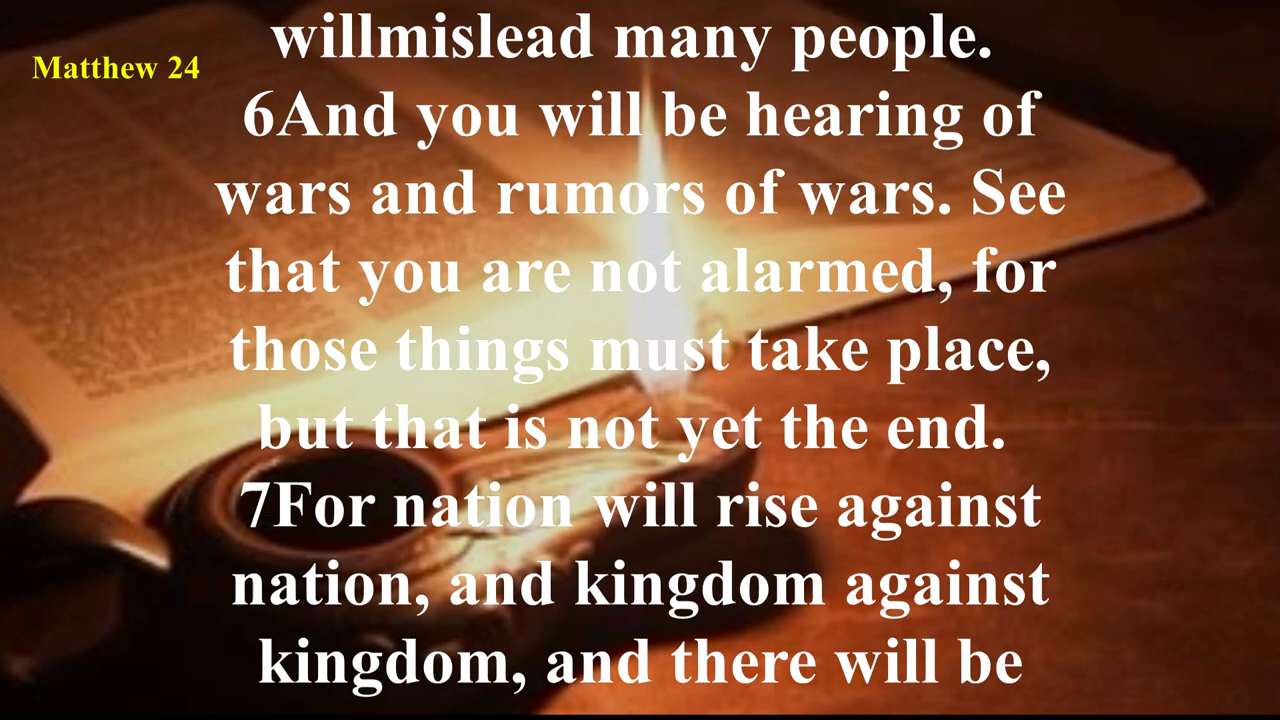 willmislead many people.
Matthew 24
6And you will be hearing of
wars and rumors of wars. See
that you are not alarmed, for
those things must take place,
but that is not yet the end.
7For nation will rise against
nation, and kingdom against
kingdom, and there will be